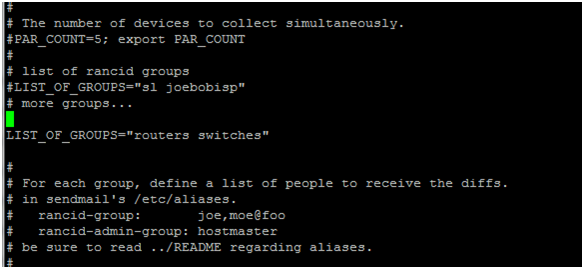 #
# The number of devices to collect simultaneously.
#PAR_COUNT=5; export PAR_COUNT
#
# list of rancid groups
#LIST_OF_GROUPS="sl joebobisp"
# more groups...
LIST_OF_GROUPS="routers switches"
#
# For each group, define a list of people to receive the diffs.
# in sendmail's /etc/aliases.
#   rancid-group:       joe,moe@foo
#   rancid-admin-group: hostmaster
# be sure to read ../README regarding aliases.
#